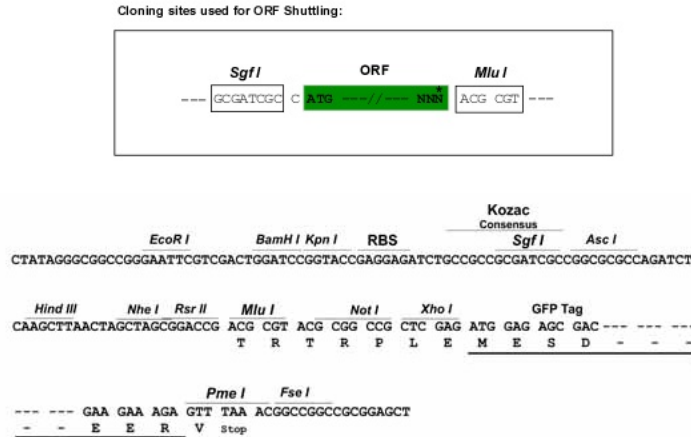 Cloning sites used for ORF Shuttling:
Sgf I ORF Mlu I
--- GCGATCGC C ATG ---//--- NNN* ACG CGT ---
Kozac
Consensus
EcoR I BamH I Kpn I RBS Sgf I Asc I
CTATAGGGCGGCCGGGAATTCGTCGACTGGATCCGGTACCGAGGAGATCTGCCGCCGCGATCGCCGGCGCGCCAGATCT
Hind III Nhe I Rsr II Mlu I Not I Xho I GFP Tag
CAAGCTTAACTAGCTAGCGGACCG ACG CGT ACG CGG CCG CTC GAG ATG GAG AGC GAC--- --- ---
T R T R P L E M E S D - - -
Pme I Fse I
--- --- GAA GAA AGA GTT TAA ACGGCCGGCCGCGGAGCT
- - E E R V Stop